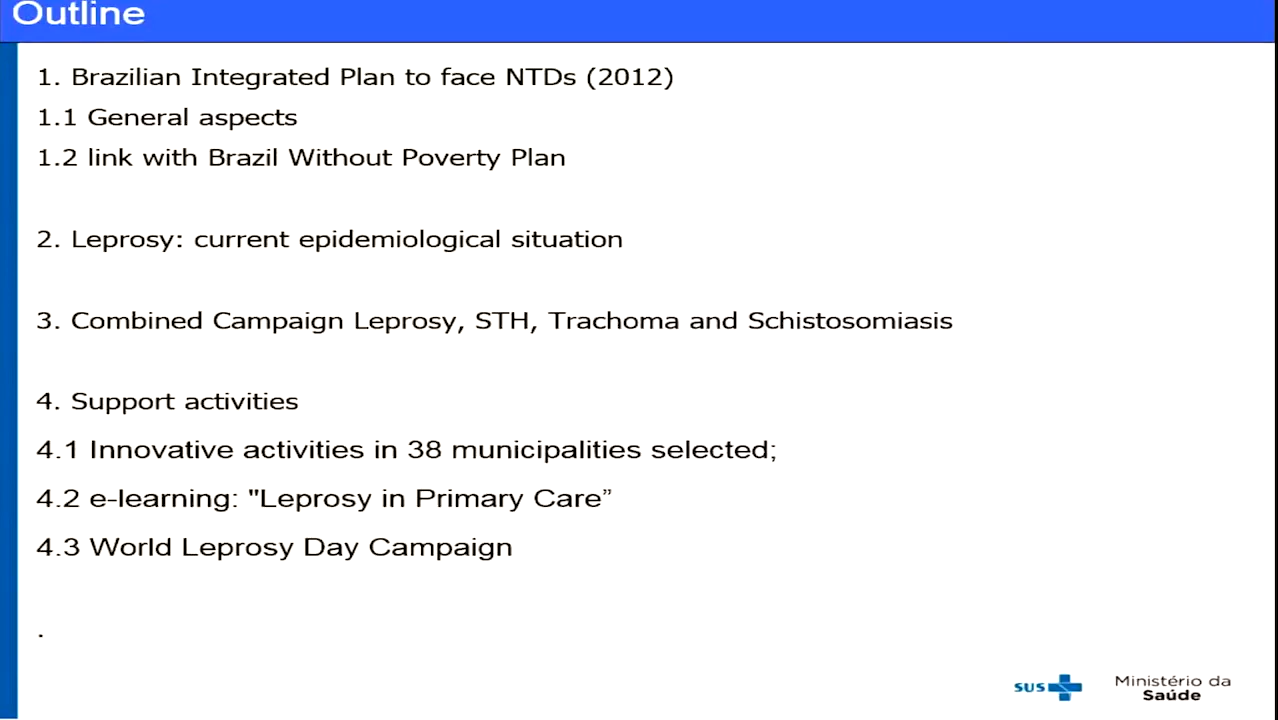 Outline
1. Brazilian Integrated Plan to face NTDs (2012)
1.1 General aspects
1.2 link with Brazil Without Poverty Plan
2. Leprosy: current epidemiological situation
3. Combined Campaign Leprosy, STH, Trachoma and Schistosomiasis
4. Support activities
4.1 Innovative activities in 38 municipalities selected;
4.2 e-learning: "Leprosy in Primary Care”
4.3 World Leprosy Day Campaign
.
SUS
Ministério da
Saúde